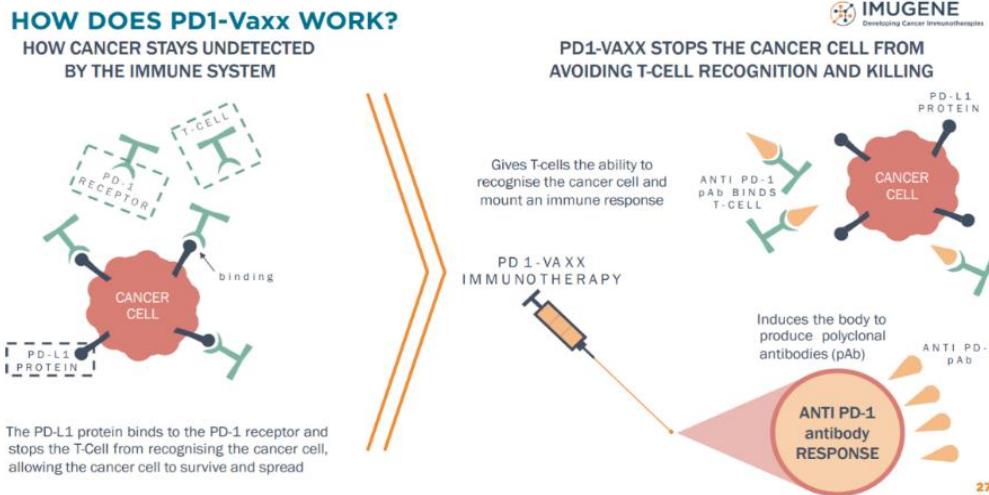 HOW DOES PD1-Vaxx WORK?
IMUGENE
Developing Cancer Immunotherapies
HOW CANCER STAYS UNDETECTED
BY THE IMMUNE SYSTEM
T-CELL
PD-1
RECEPTOR
binding
CANCER
CELL
PD-L1
PROTEIN
The PD-L1 protein binds to the PD-1 receptor and
stops the T-Cell from recognising the cancer cell,
allowing the cancer cell to survive and spread
PD1-VAXX STOPS THE CANCER CELL FROM
AVOIDING T-CELL RECOGNITION AND KILLING
PD-L1
PROTEIN
Gives T-cells the ability to
recognise the cancer cell and
mount an immune response
ANTI PD-1
pAb BINDS
T-CELL
CANCER
CELL
PD1-VAXX
IMMUNOTHERAPY
Induces the body to
produce polyclonal
antibodies (pAb)
ANTI PD-
pAb
ANTI PD-1
antibody
RESPONSE
27